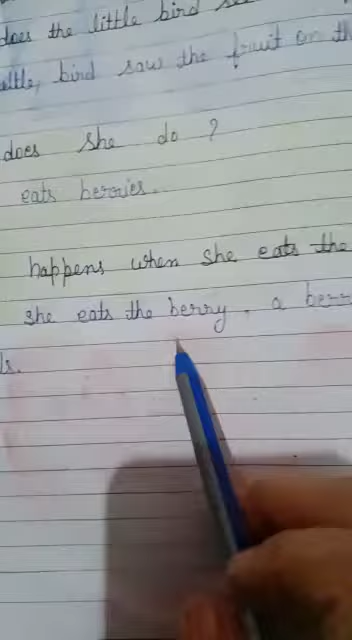 does the little bird
little, bird saw the fruit on
does she do ?
eats berries.
happens when she eats the
she eats the berry, a